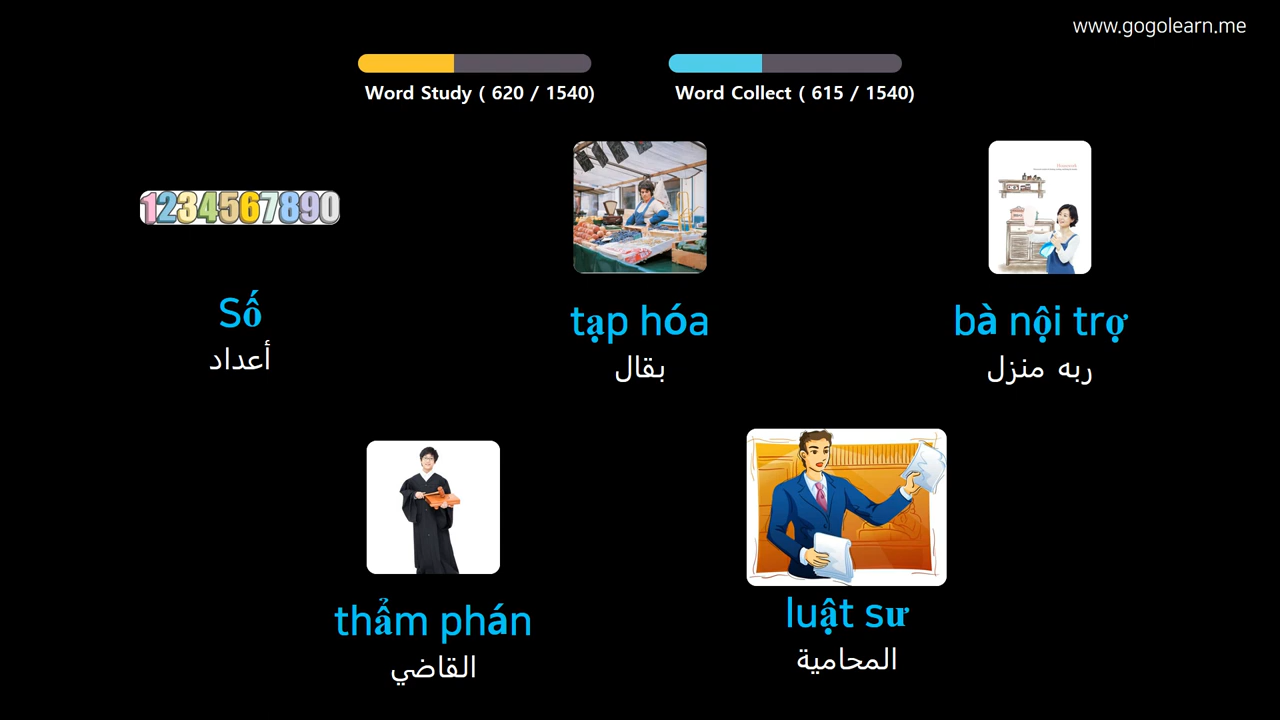 www.gogolearn.me
Word Study ( 620 / 1540)
Word Collect ( 615 / 1540)
1234567890
Số
أعداد
tạp hóa
بقال
bà nội trợ
ربه منزل
thẩm phán
القاضي
luật sư
المحامية